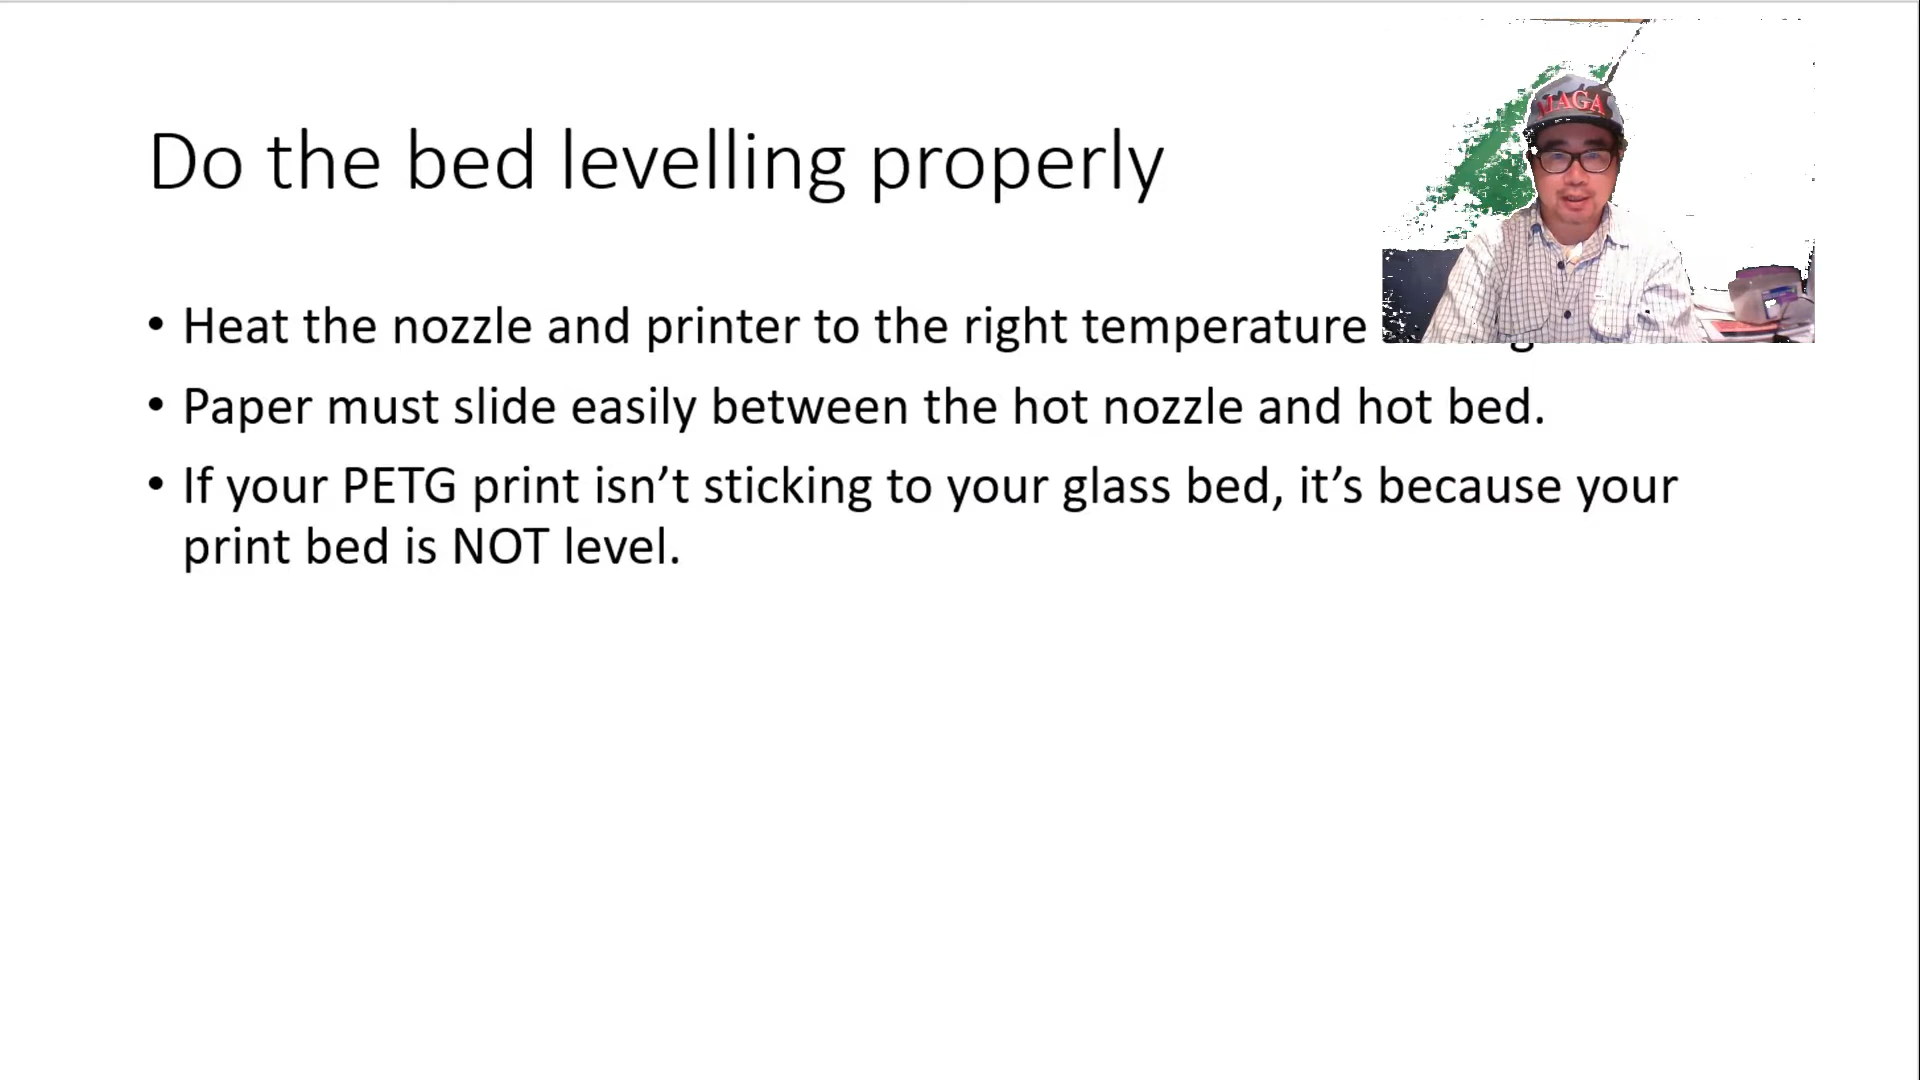 Do the bed levelling properly
• Heat the nozzle and printer to the right temperature
• Paper must slide easily between the hot nozzle and hot bed.
• If your PETG print isn’t sticking to your glass bed, it’s because your
print bed is NOT level.